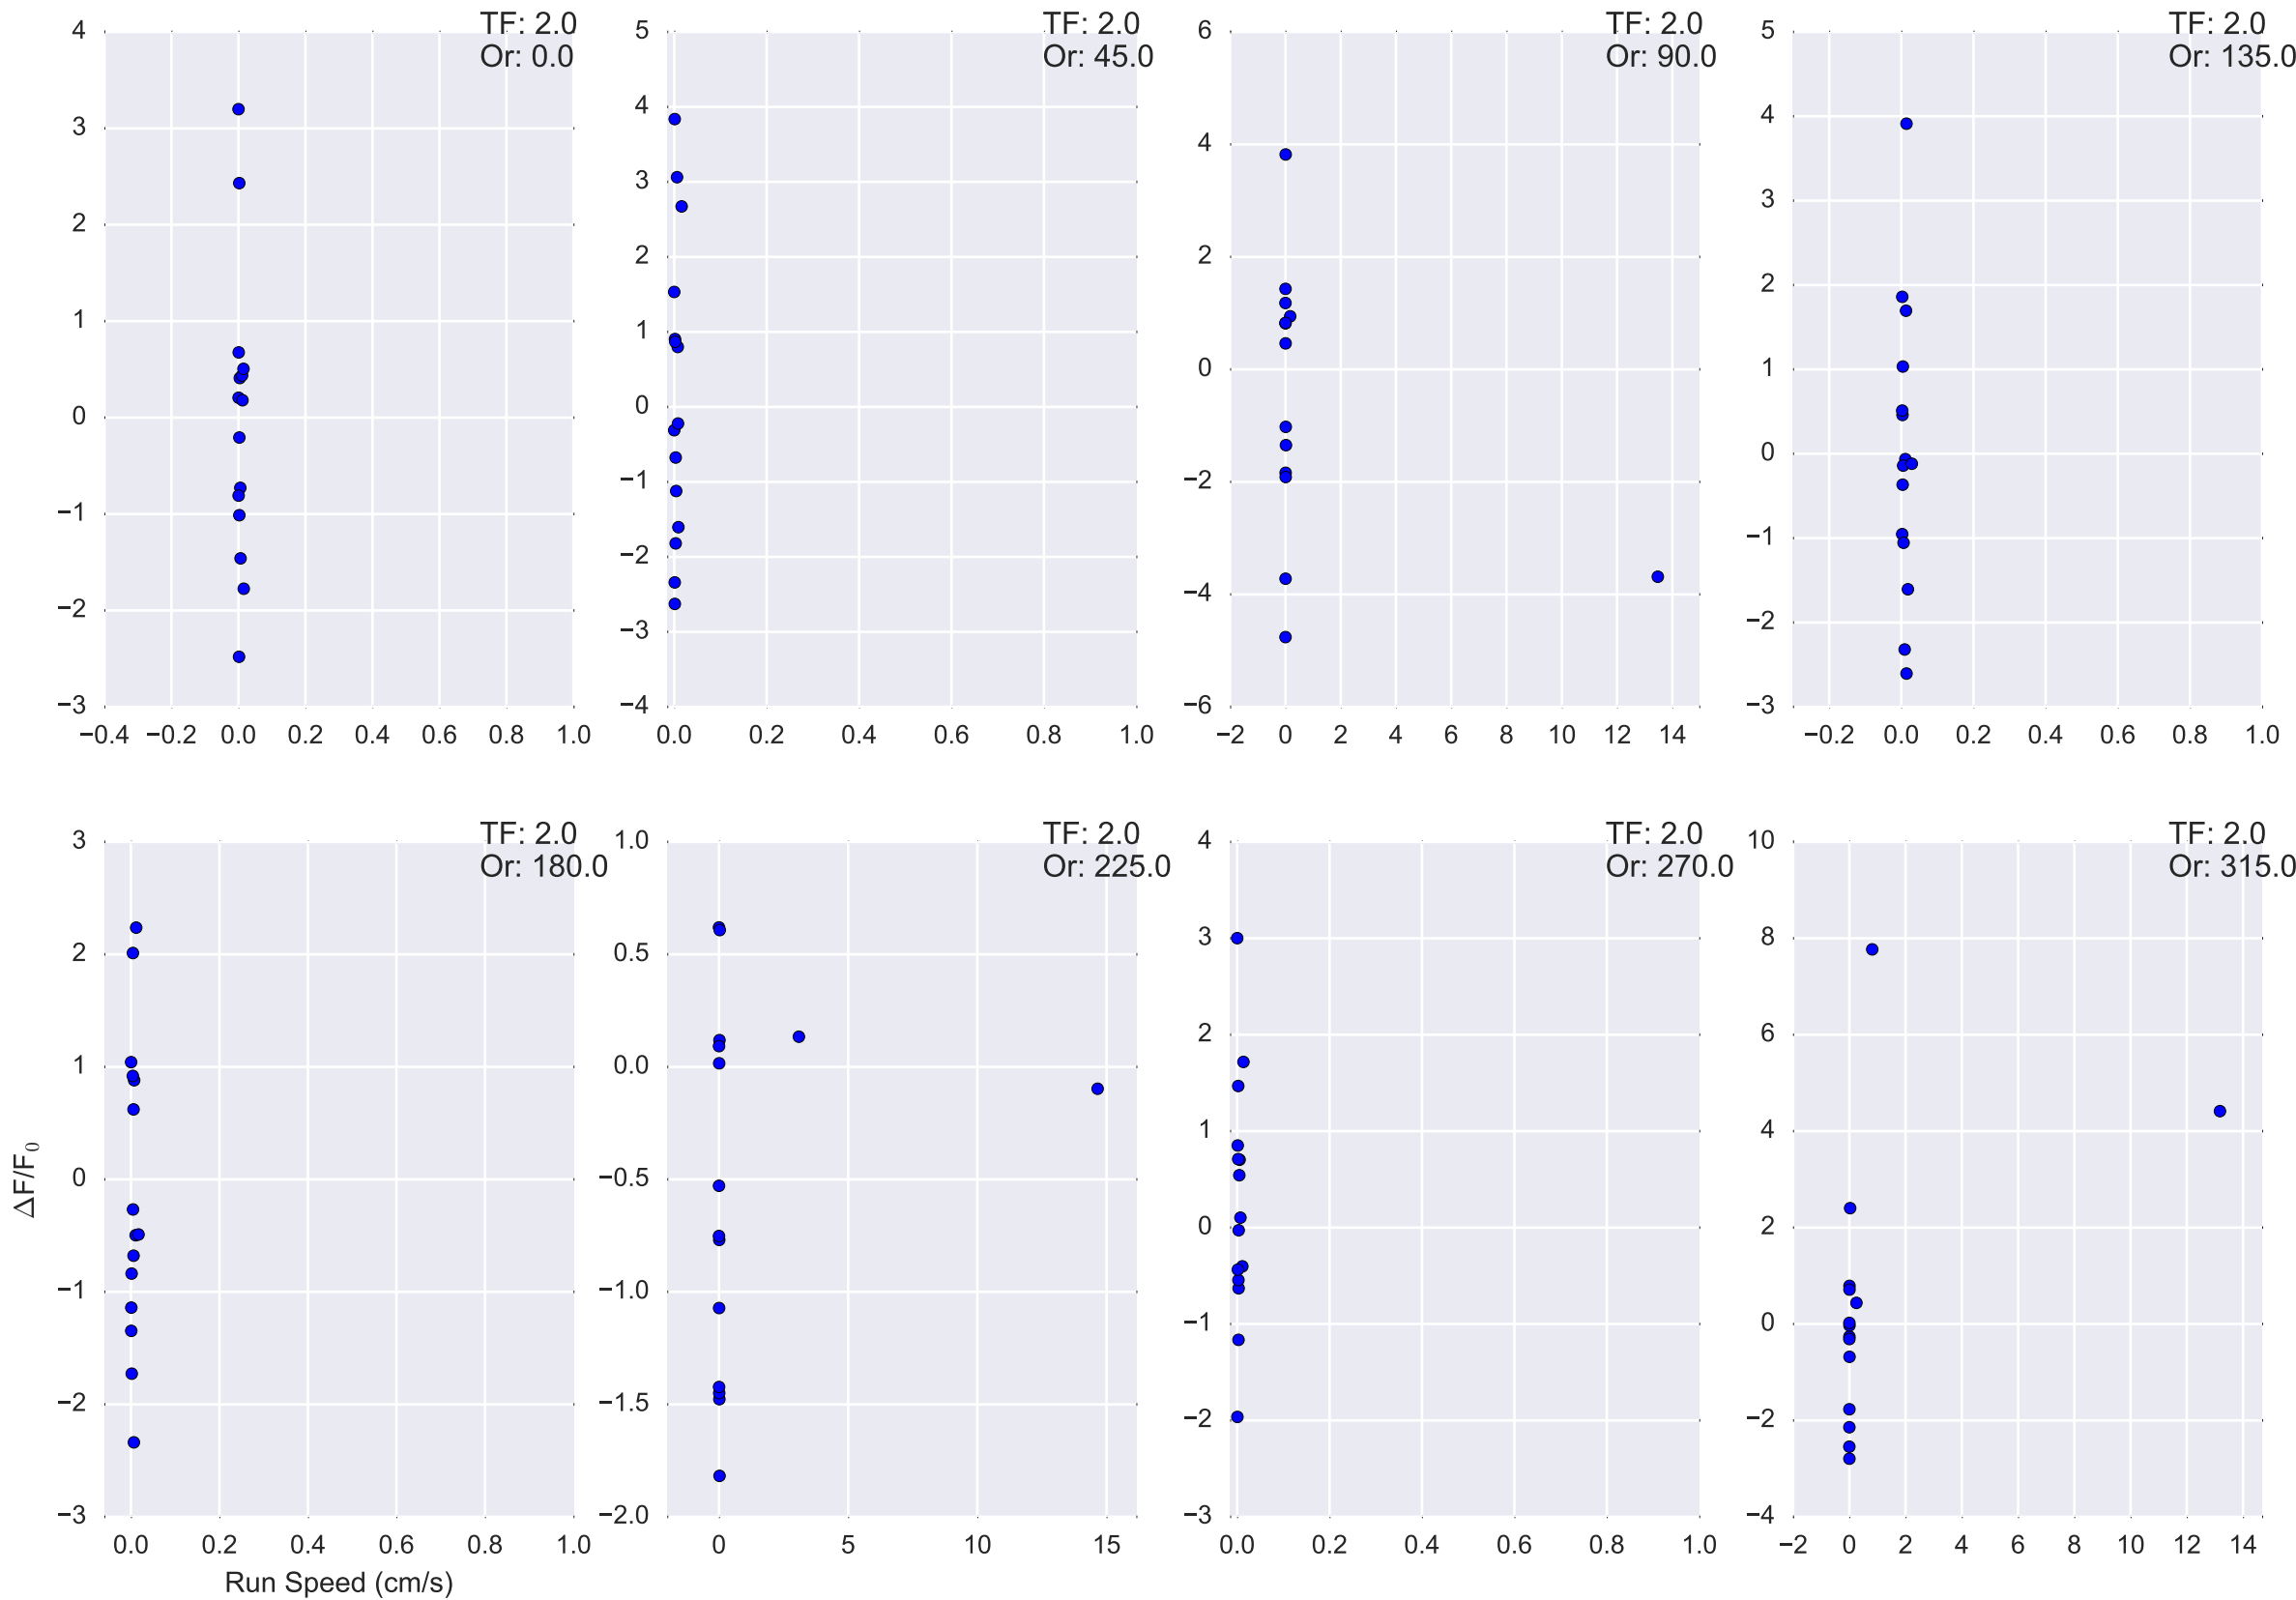 TF: 2.0
Or: 0.0
4
3
2
1
0
−1
−2
−3
−0.4 −0.2 0.0 0.2 0.4 0.6 0.8 1.0
TF: 2.0
Or: 45.0
5
4
3
2
1
0
−1
−2
−3
−4
0.0 0.2 0.4 0.6 0.8 1.0
TF: 2.0
Or: 90.0
6
4
2
0
−2
−4
−6
−2 0 2 4 6 8 10 12 14
TF: 2.0
Or: 135.0
5
4
3
2
1
0
−1
−2
−3
−0.2 0.0 0.2 0.4 0.6 0.8 1.0
TF: 2.0
Or: 180.0
3
2
1
0
−1
−2
−3
0.0 0.2 0.4 0.6 0.8 1.0
Run Speed (cm/s)
ΔF/F₀
TF: 2.0
Or: 225.0
1.0
0.5
0.0
−0.5
−1.0
−1.5
−2.0
0 5 10 15
TF: 2.0
Or: 270.0
4
3
2
1
0
−1
−2
−3
0.0 0.2 0.4 0.6 0.8 1.0
TF: 2.0
Or: 315.0
10
8
6
4
2
0
−2
−4
−2 0 2 4 6 8 10 12 14